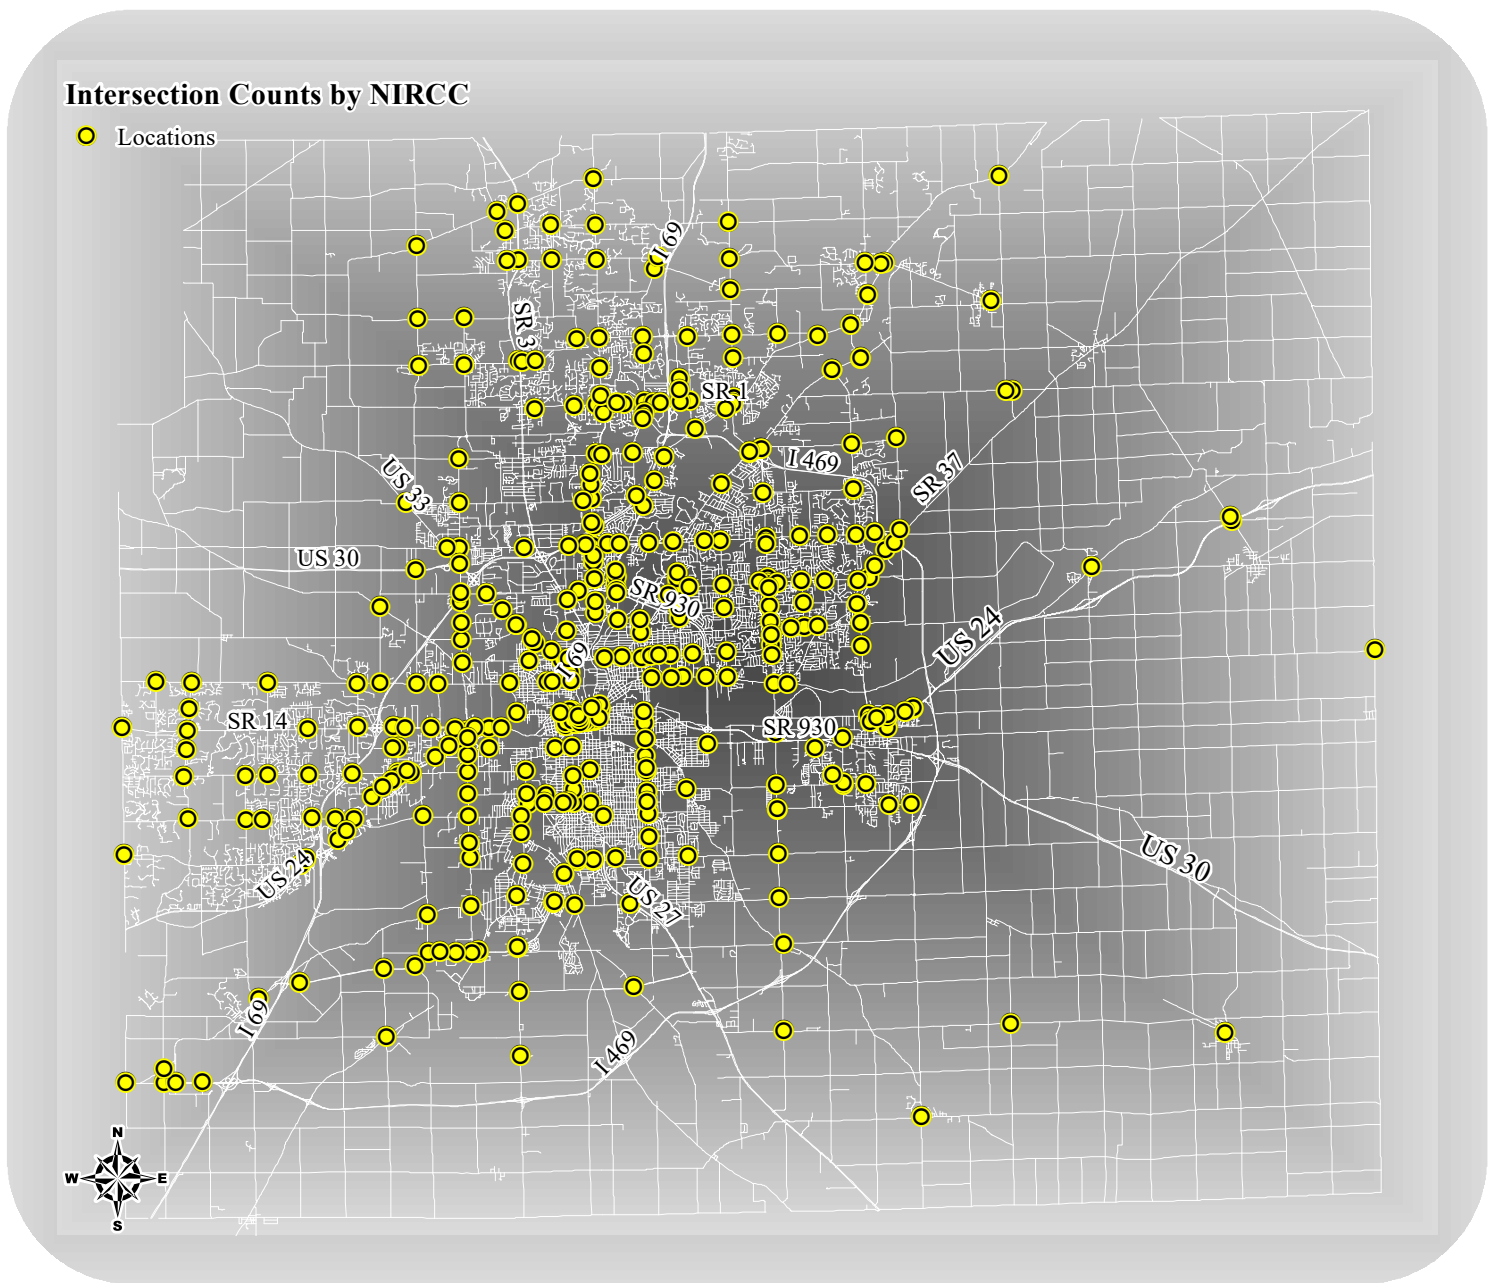 Intersection Counts by NIRCC
Locations
I 69
SR 3
SR 1
I 469
US 33
SR 37
US 30
SR 930
US 24
I 69
SR 14
SR 930
US 24
US 30
US 27
I 69
I 469
N
W E
S